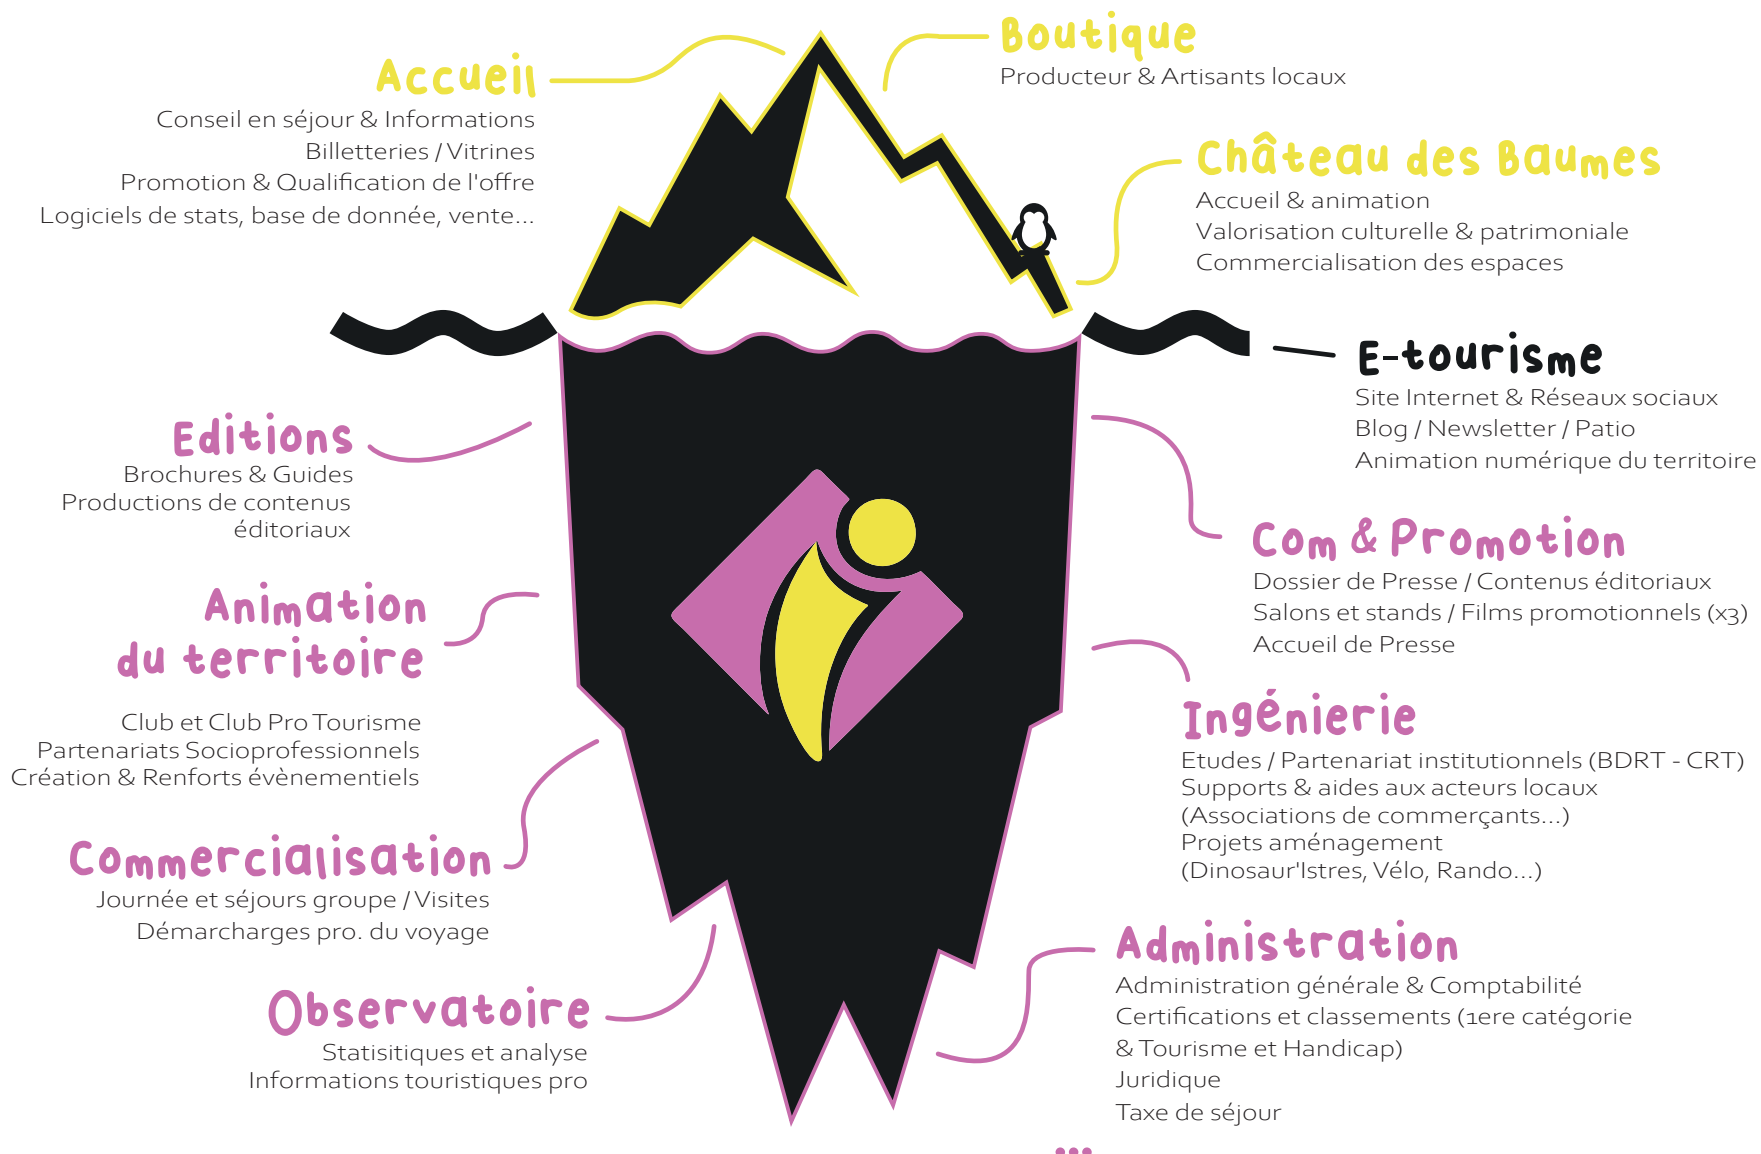 Accueil
Conseil en séjour & Informations
Billetteries / Vitrines
Promotion & Qualification de l'offre
Logiciels de stats, base de donnée, vente...
Boutique
Producteur & Artisants locaux
Château des Baumes
Accueil & animation
Valorisation culturelle & patrimoniale
Commercialisation des espaces
E-tourisme
Site Internet & Réseaux sociaux
Blog / Newsletter / Patio
Animation numérique du territoire
Editions
Brochures & Guides
Productions de contenus
éditoriaux
Com & Promotion
Dossier de Presse / Contenus éditoriaux
Salons et stands / Films promotionnels (x3)
Accueil de Presse
Animation
du territoire
Club et Club Pro Tourisme
Partenariats Socioprofessionnels
Création & Renforts évènementiels
Ingénierie
Etudes / Partenariat institutionnels (BDRT - CRT)
Supports & aides aux acteurs locaux
(Associations de commerçants...)
Projets aménagement
(Dinosaur'Istres, Vélo, Rando...)
Commercialisation
Journée et séjours groupe / Visites
Démarcharges pro. du voyage
Administration
Administration générale & Comptabilité
Certifications et classements (1ere catégorie
& Tourisme et Handicap)
Juridique
Taxe de séjour
Observatoire
Statisitiques et analyse
Informations touristiques pro
...